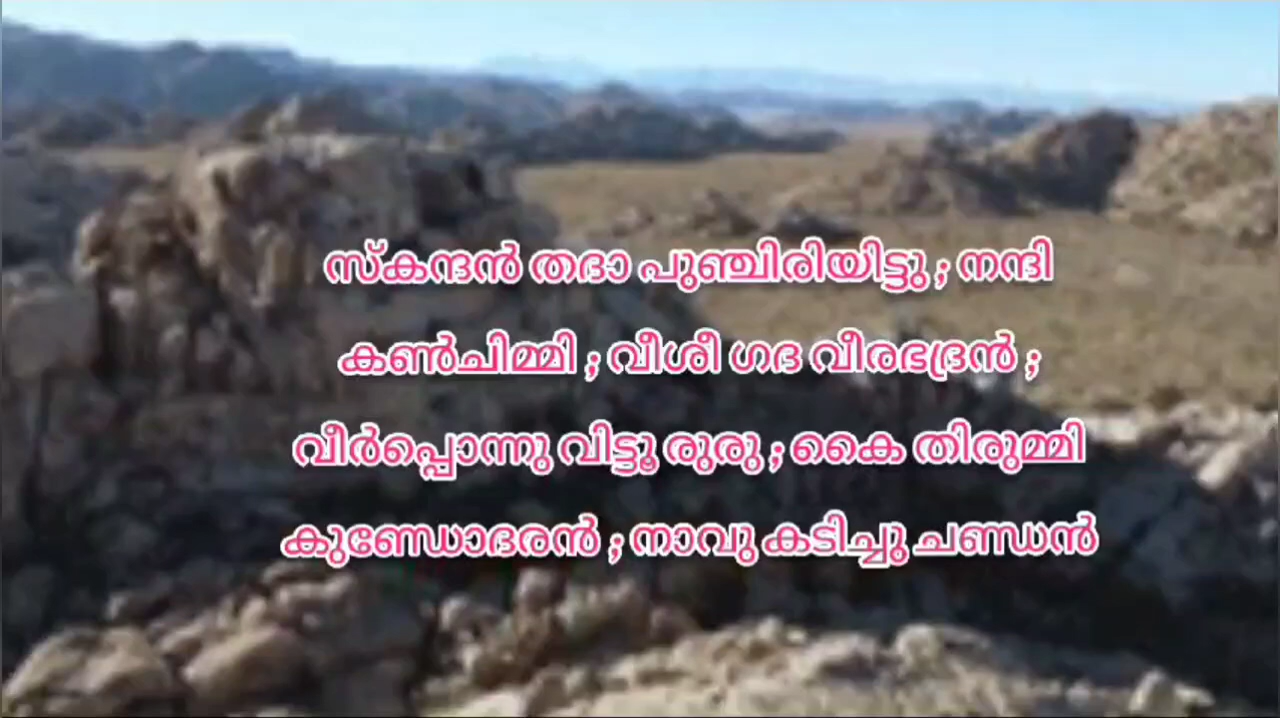 സ്കന്ദൻ തദാ പുഞ്ചിരിയിട്ടു ; നന്ദി
കൺചിമ്മി ; വീശീ ഗദ വീരഭദ്രൻ ;
വീർപ്പൊന്നു വിട്ടൂ രുരു ; കൈ തിരുമ്മി
കുണ്ഡോദരൻ ; നാവു കടിച്ചു ചണ്ഡൻ